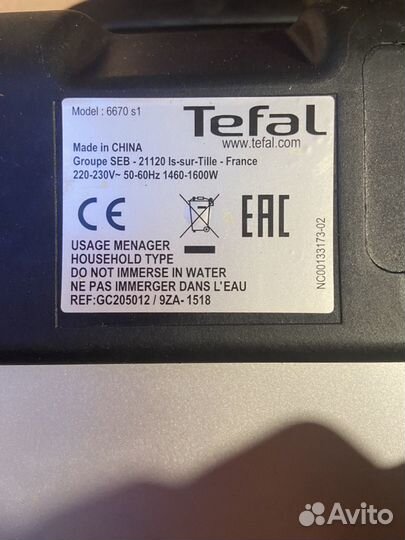 Model : 6670 s1
Tefal
www.tefal.com
Made in CHINA
Groupe SEB - 21120 Is-sur-Tille - France
220-230V~ 50-60Hz 1460-1600W
CE
EAC
USAGE MENAGER
HOUSEHOLD TYPE
DO NOT IMMERSE IN WATER
NE PAS IMMERGER DANS L'EAU
REF:GC205012 / 9ZA- 1518
NC00133173-02
Avito